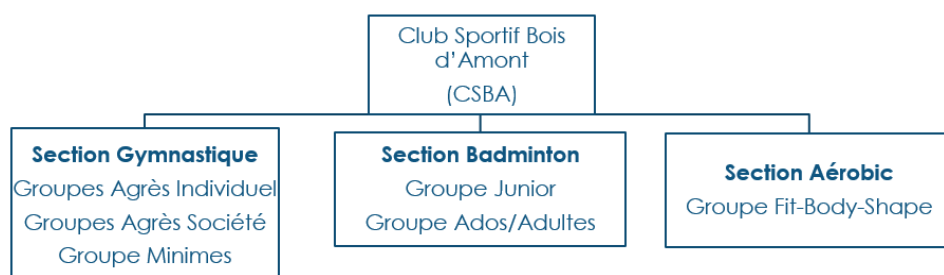 Club Sportif Bois
d'Amont
(CSBA)
Section Gymnastique
Groupes Agrès Individuel
Groupes Agrès Société
Groupe Minimes
Section Badminton
Groupe Junior
Groupe Ados/Adultes
Section Aérobic
Groupe Fit-Body-Shape